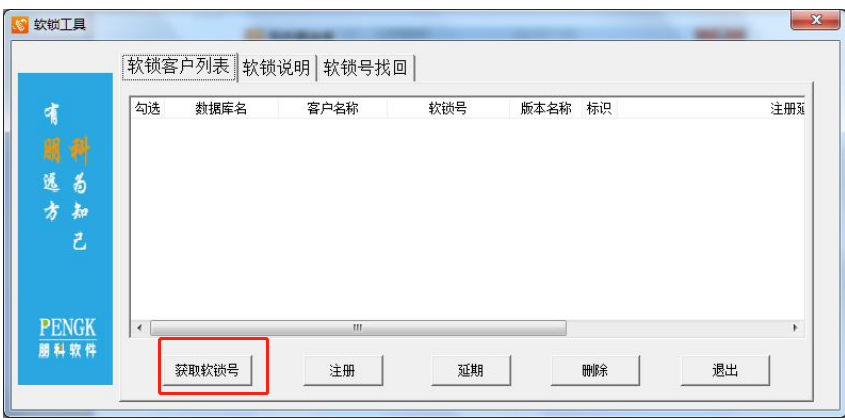 软锁工具
软锁客户列表 软锁说明 软锁号找回
勾选 数据库名 客户名称 软锁号 版本名称 标识 注册延
有
朋科
远为
方知
己
PENGK
朋科软件
获取软锁号 注册 延期 删除 退出